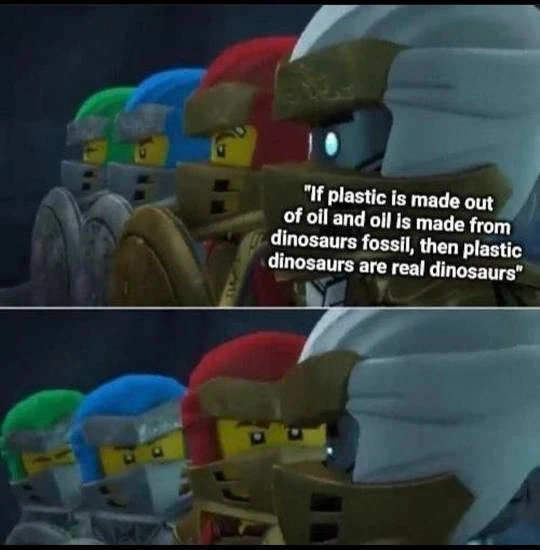 "If plastic is made out
of oil and oil is made from
dinosaurs fossil, then plastic
dinosaurs are real dinosaurs"